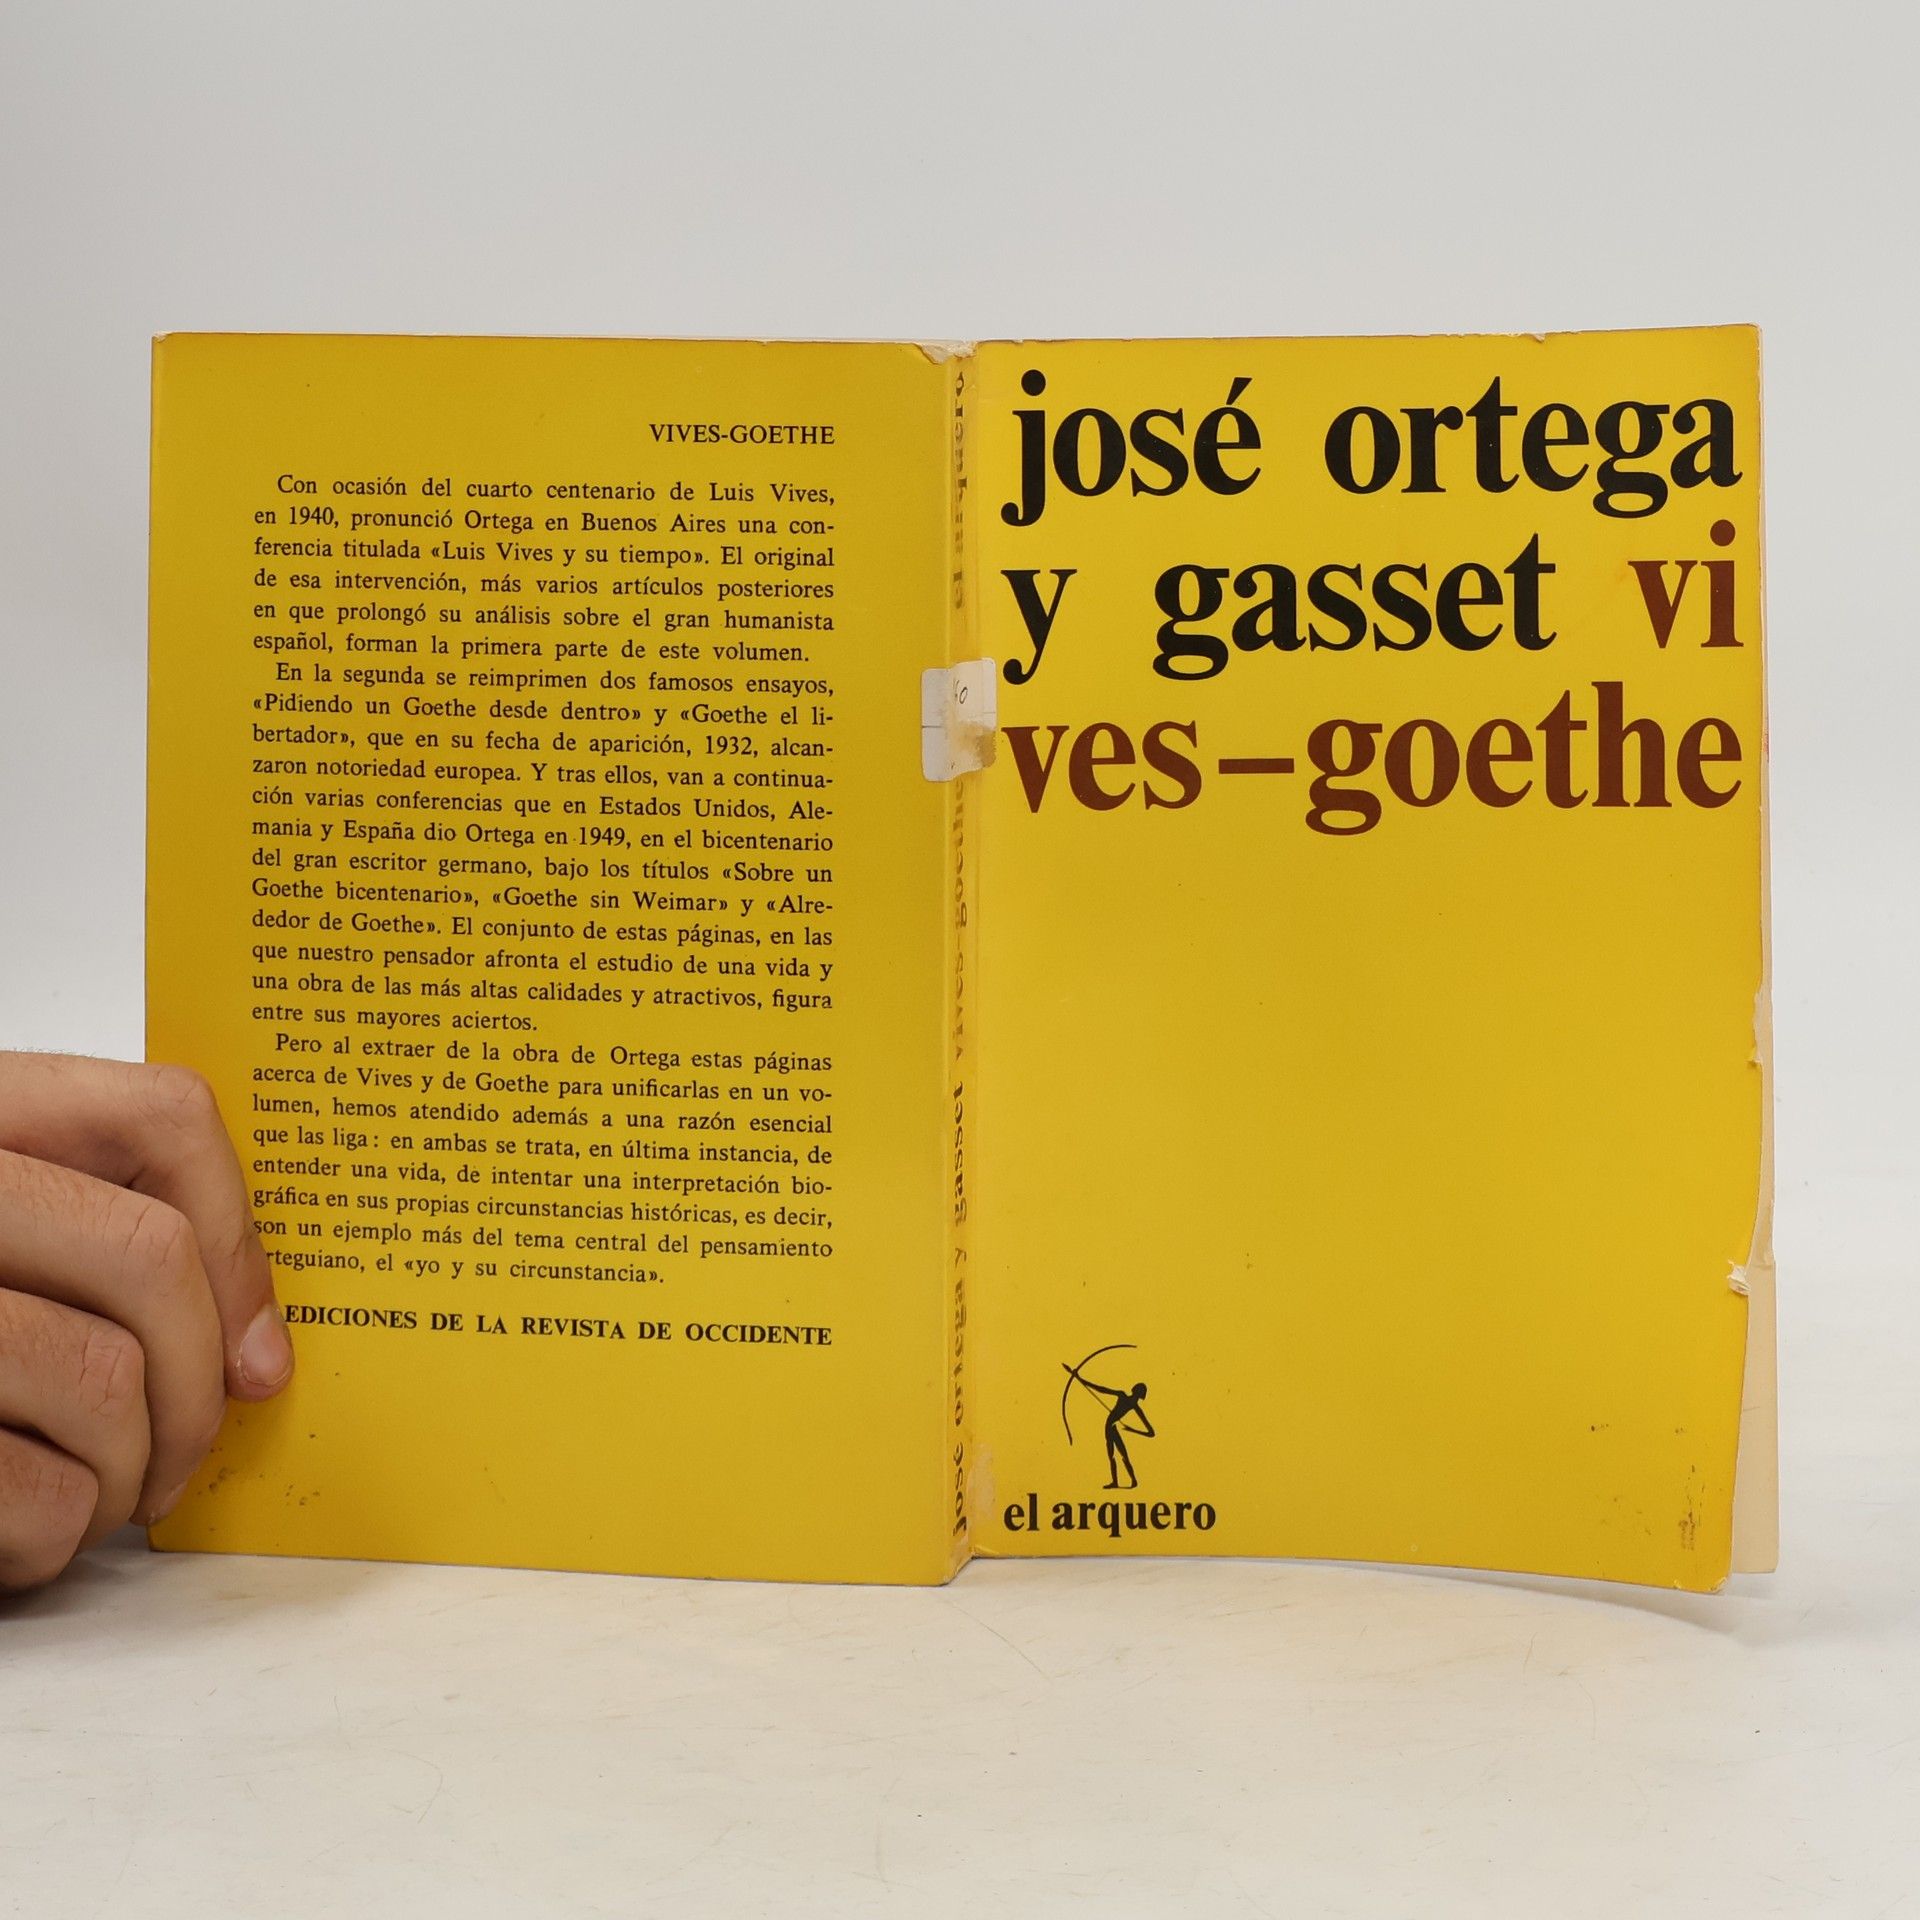 VIVES-GOETHE
Con ocasión del cuarto centenario de Luis Vives,
en 1940, pronunció Ortega en Buenos Aires una con-
ferencia titulada «Luis Vives y su tiempo». El original
de esa intervención, más varios artículos posteriores
en que prolongó su análisis sobre el gran humanista
español, forman la primera parte de este volumen.
En la segunda se reimprimen dos famosos ensayos,
«Pidiendo un Goethe desde dentro» y «Goethe el li-
bertador», que en su fecha de aparición, 1932, alcan-
zaron notoriedad europea. Y tras ellos, van a continua-
ción varias conferencias que en Estados Unidos, Ale-
mania y España dio Ortega en 1949, en el bicentenario
del gran escritor germano, bajo los títulos «Sobre un
Goethe bicentenario», «Goethe sin Weimar» y «Alre-
dedor de Goethe». El conjunto de estas páginas, en las
que nuestro pensador afronta el estudio de una vida y
una obra de las más altas calidades y atractivos, figura
entre sus mayores aciertos.
Pero al extraer de la obra de Ortega estas páginas
acerca de Vives y de Goethe para unificarlas en un vo-
lumen, hemos atendido además a una razón esencial
que las liga: en ambas se trata, en última instancia, de
entender una vida, de intentar una interpretación bio-
gráfica en sus propias circunstancias históricas, es decir,
son un ejemplo más del tema central del pensamiento
rteguiano, el «yo y su circunstancia».
EDICIONES DE LA REVISTA DE OCCIDENTE
josé ortega y gasset vives-goethe el arquero
josé ortega
y gasset vi
ves–goethe
el arquero